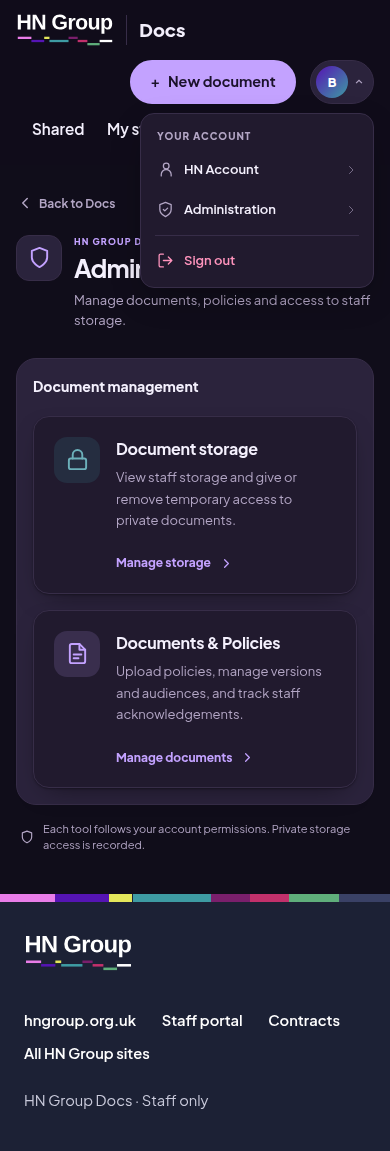 HN Group Docs
+ New document B
Shared My s
YOUR ACCOUNT
HN Account
Administration
Sign out
Back to Docs
HN GROUP D
Admin
Manage documents, policies and access to staff
storage.
Document management
Document storage
View staff storage and give or
remove temporary access to
private documents.
Manage storage
Documents & Policies
Upload policies, manage versions
and audiences, and track staff
acknowledgements.
Manage documents
Each tool follows your account permissions. Private storage
access is recorded.
HN Group
hngroup.org.uk Staff portal Contracts
All HN Group sites
HN Group Docs · Staff only